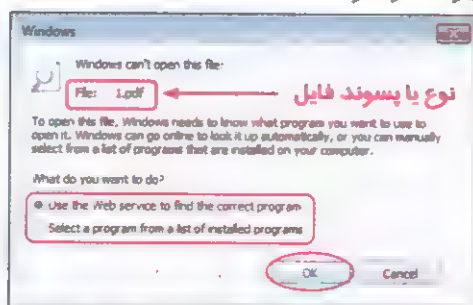 Windows
Windows can't open this file:
File: 1.pdf
نوع یا پسوند فایل
To open this file, Windows needs to know what program you want to use to
open it. Windows can go online to look it up automatically, or you can manually
select from a list of programs that are installed on your computer.
What do you want to do?
Use the Web service to find the correct program
Select a program from a list of installed programs
OK
Cancel